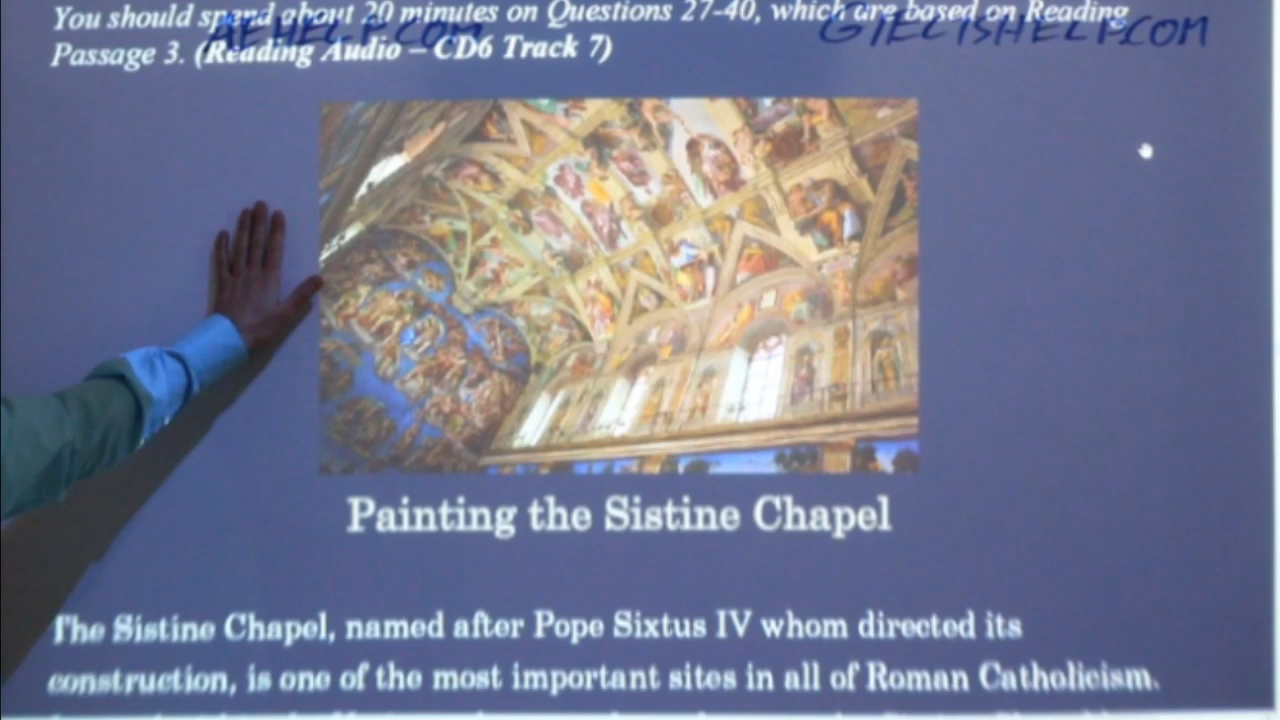 You should spend about 20 minutes on Questions 27-40, which are based on Reading
AEHELP.COM
GIELTSHELP.COM
Passage 3. (Reading Audio – CD6 Track 7)
Painting the Sistine Chapel
The Sistine Chapel, named after Pope Sixtus IV whom directed its
construction, is one of the most important sites in all of Roman Catholicism.